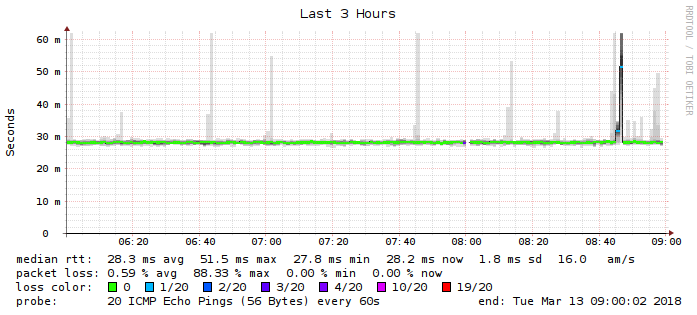 Last 3 Hours
RRDTOOL / TOBI OETIKER
Seconds
60 m
50 m
40 m
30 m
20 m
10 m
0
06:20 06:40 07:00 07:20 07:40 08:00 08:20 08:40 09:00
median rtt: 28.3 ms avg 51.5 ms max 27.8 ms min 28.2 ms now 1.8 ms sd 16.0 am/s
packet loss: 0.59 % avg 88.33 % max 0.00 % min 0.00 % now
loss color: 0 1/20 2/20 3/20 4/20 10/20 19/20
probe: 20 ICMP Echo Pings (56 Bytes) every 60s end: Tue Mar 13 09:00:02 2018